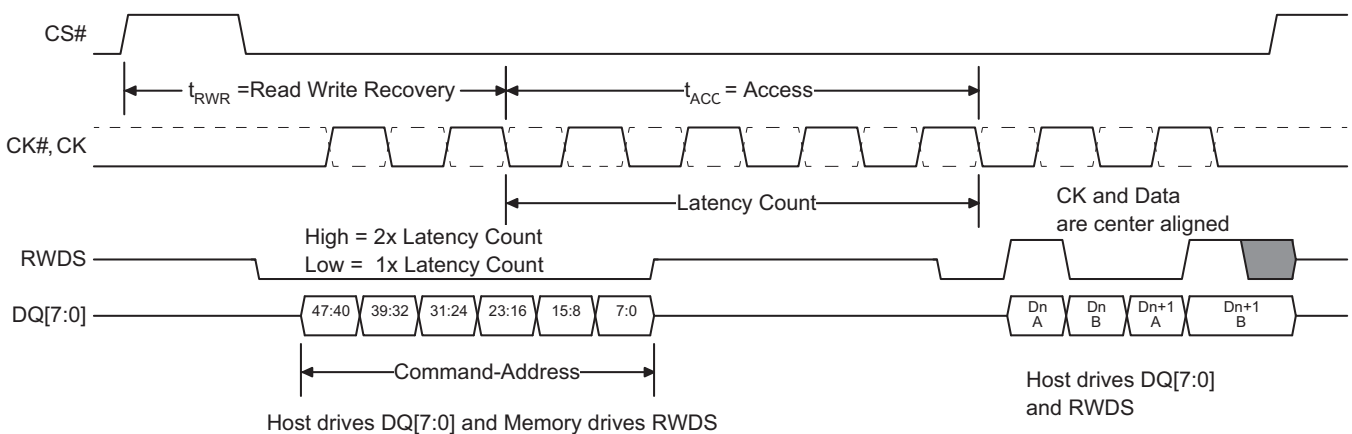 CS#
tRWR =Read Write Recovery
tACC = Access
CK#, CK
Latency Count
CK and Data
are center aligned
High = 2x Latency Count
Low = 1x Latency Count
RWDS
DQ[7:0]
47:40 39:32 31:24 23:16 15:8 7:0
Dn A Dn B Dn+1 A Dn+1 B
Command-Address
Host drives DQ[7:0]
and RWDS
Host drives DQ[7:0] and Memory drives RWDS